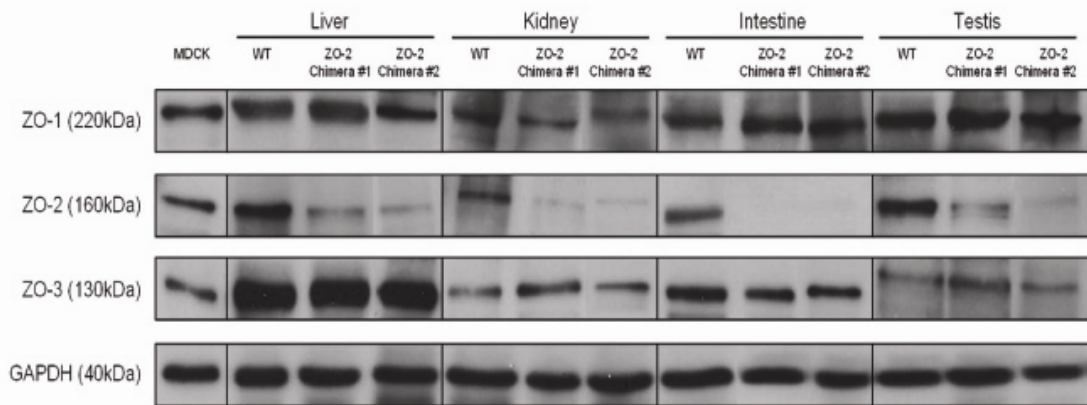 Liver Kidney Intestine Testis
MDCK WT ZO-2 Chimera #1 ZO-2 Chimera #2 WT ZO-2 Chimera #1 ZO-2 Chimera #2 WT ZO-2 Chimera #1 ZO-2 Chimera #2 WT ZO-2 Chimera #1 ZO-2 Chimera #2
ZO-1 (220kDa)
ZO-2 (160kDa)
ZO-3 (130kDa)
GAPDH (40kDa)